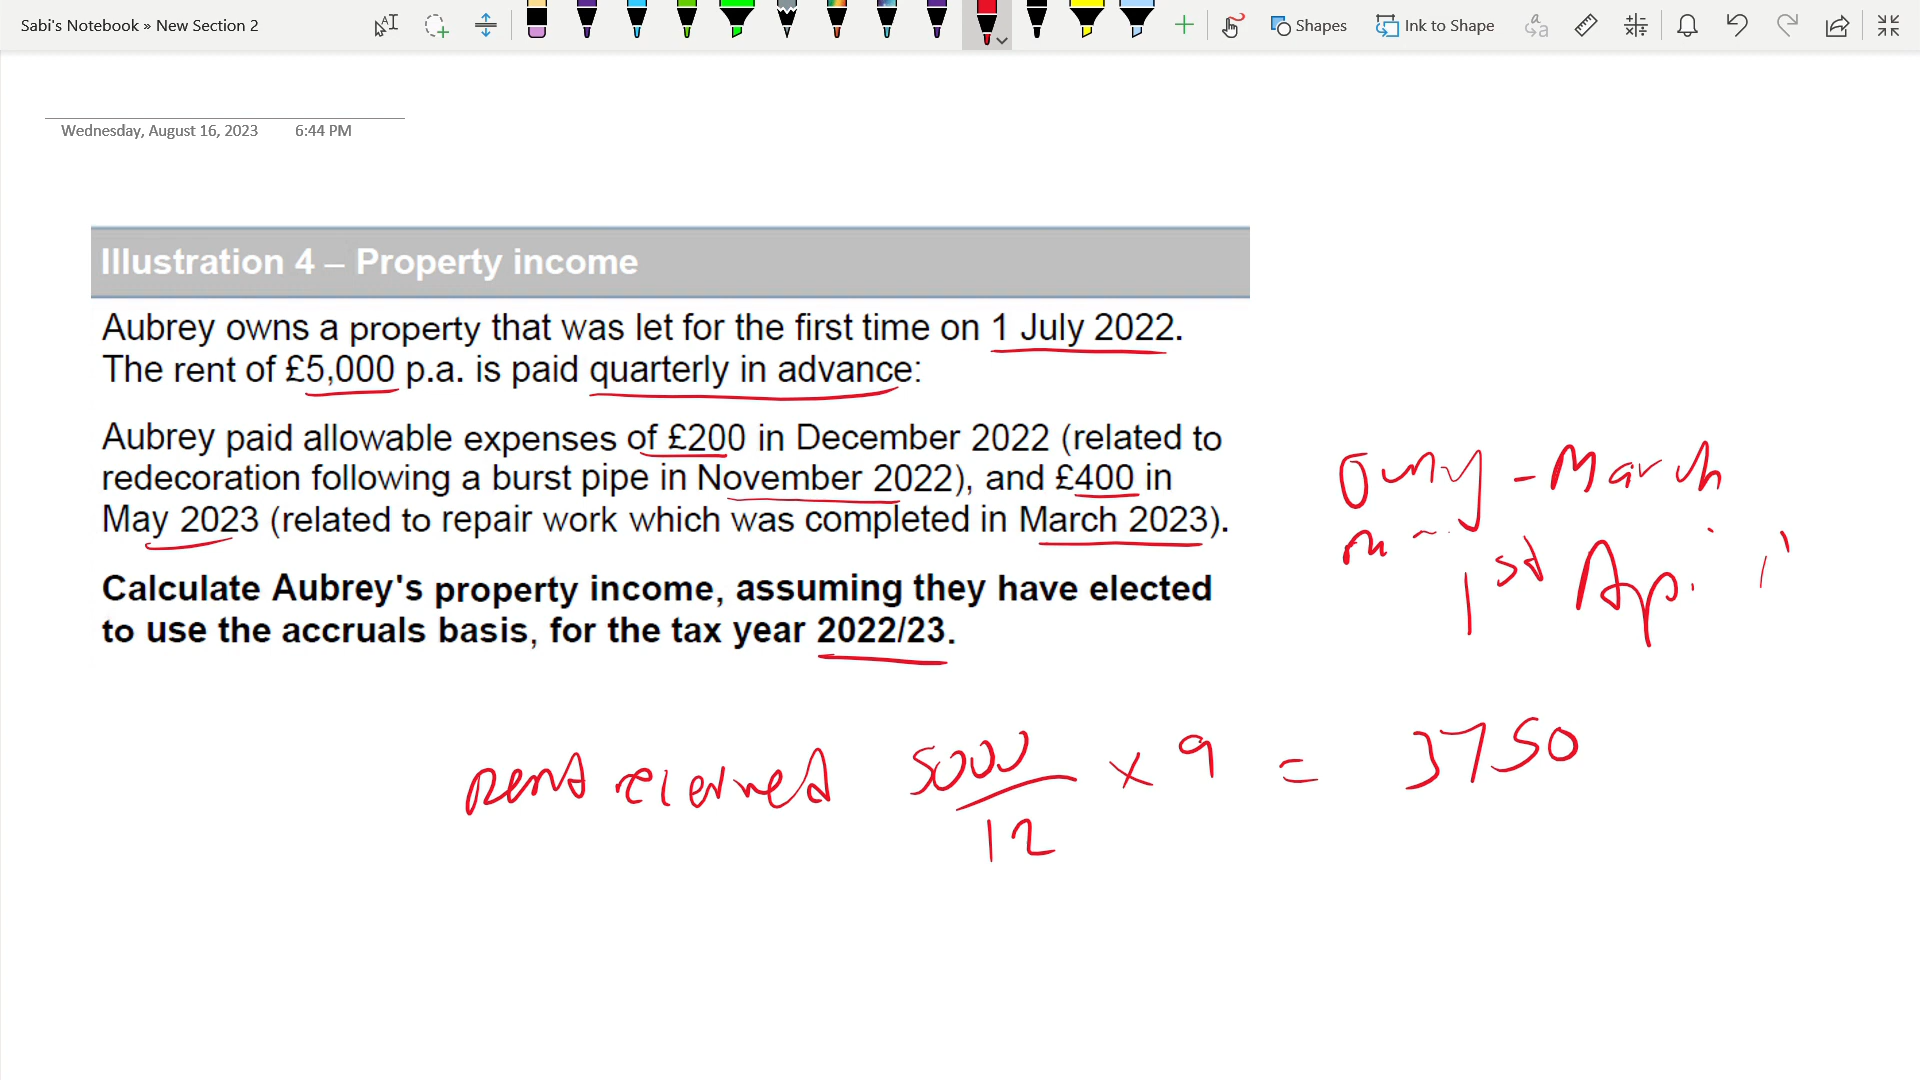 Sabi's Notebook » New Section 2
Shapes
Ink to Shape
Wednesday, August 16, 2023 6:44 PM
Illustration 4 – Property income
Aubrey owns a property that was let for the first time on 1 July 2022.
The rent of £5,000 p.a. is paid quarterly in advance:
Aubrey paid allowable expenses of £200 in December 2022 (related to
redecoration following a burst pipe in November 2022), and £400 in
May 2023 (related to repair work which was completed in March 2023).
Calculate Aubrey's property income, assuming they have elected
to use the accruals basis, for the tax year 2022/23.
- March
1st
5000
12
x 9 = 3750